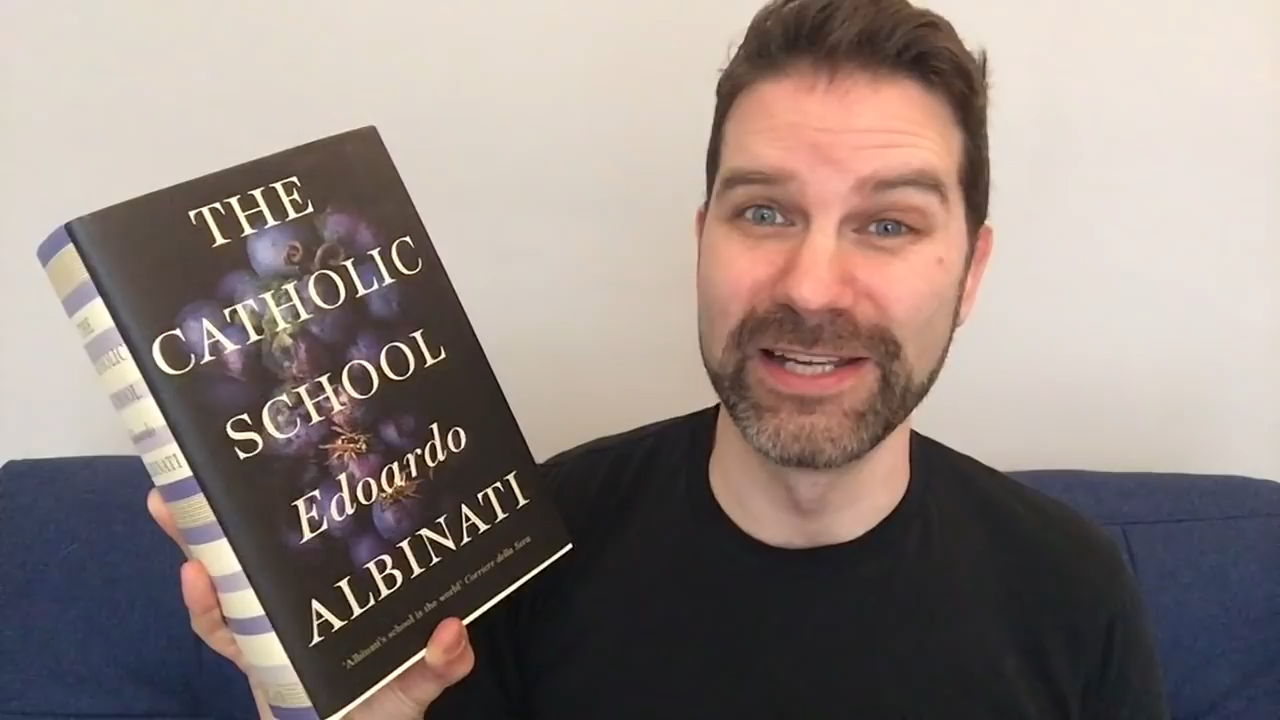 THE
CATHOLIC
SCHOOL
Edoardo
ALBINATI
'Albinati's school is the world' Corriere della Sera